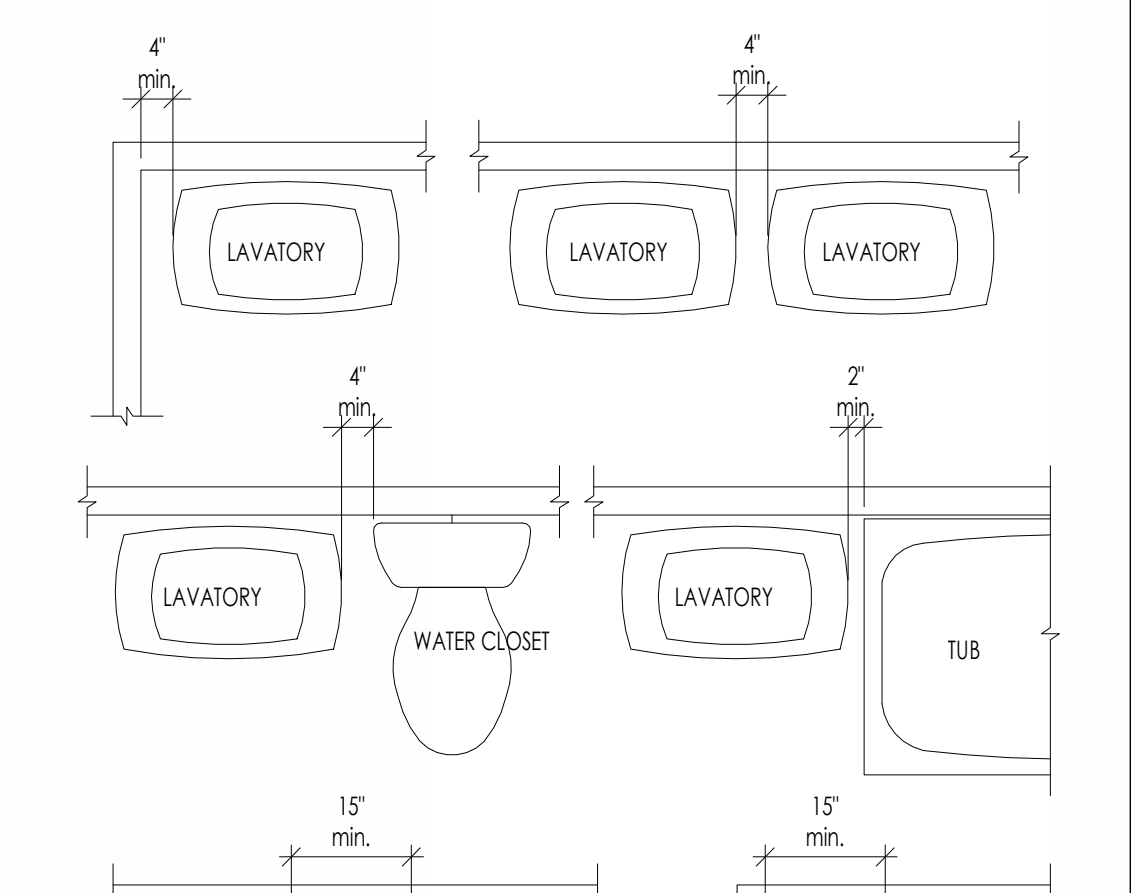 4"
min.
4"
min.
LAVATORY
LAVATORY
LAVATORY
4"
min.
2"
min.
LAVATORY
WATER CLOSET
LAVATORY
TUB
15"
min.
15"
min.